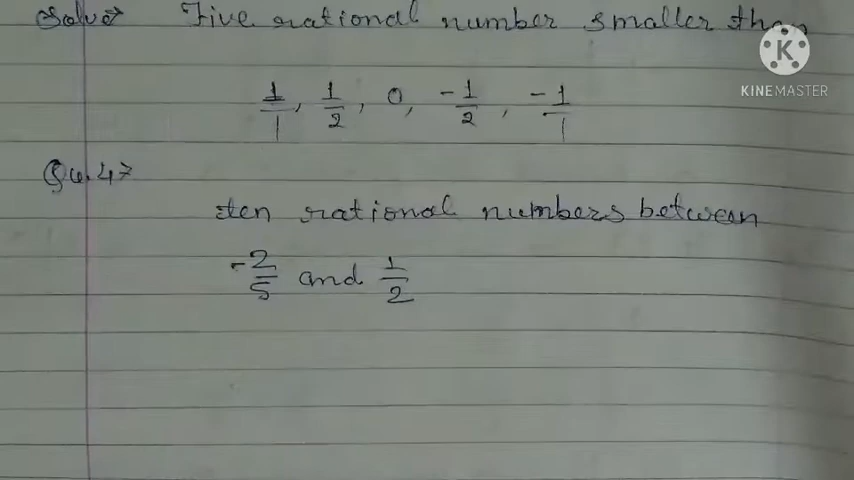 Solve→ Five rational number smaller than
1/1, 1/2, 0, -1/2, -1/1
Qu.4→
ten rational numbers between
-2/5 and 1/2
K
KINEMASTER